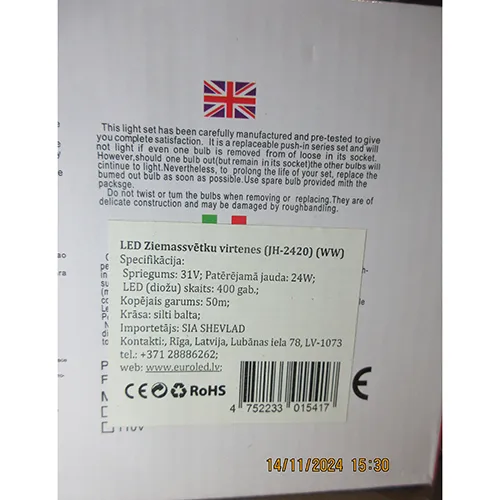 This light set has been carefully manufactured and pre-tested to give
you complete satisfaction. It is a replaceable push-in series set and will
not light if even one bulb is removed from of loose in its socket.
However,should one bulb out(but remain in its socket)the other bulbs will
cintinue to light.Nevertheless, to prolong the life of your set, replace the
bumed out bulb as soon as possible.Use spare bulb provided with the
packsge.
Do not twist or tum the bulbs when removing or replacing.They are of
delicate construction and may be damaged by roughbandling.
LED Ziemassvētku virtenes (JH-2420) (WW)
Specifikācija:
Spriegums: 31V; Patērējamā jauda: 24W;
LED (diožu) skaits: 400 gab.;
Kopējais garums: 50m;
Krāsa: silti balta;
Importetājs: SIA SHEVLAD
Kontakti:, Rīga, Latvija, Lubānas iela 78, LV-1073
tel.: +371 28886262;
web: www.euroled.lv;
CE RoHS
4 752233 015417
CE
110V
14/11/2024 15:30